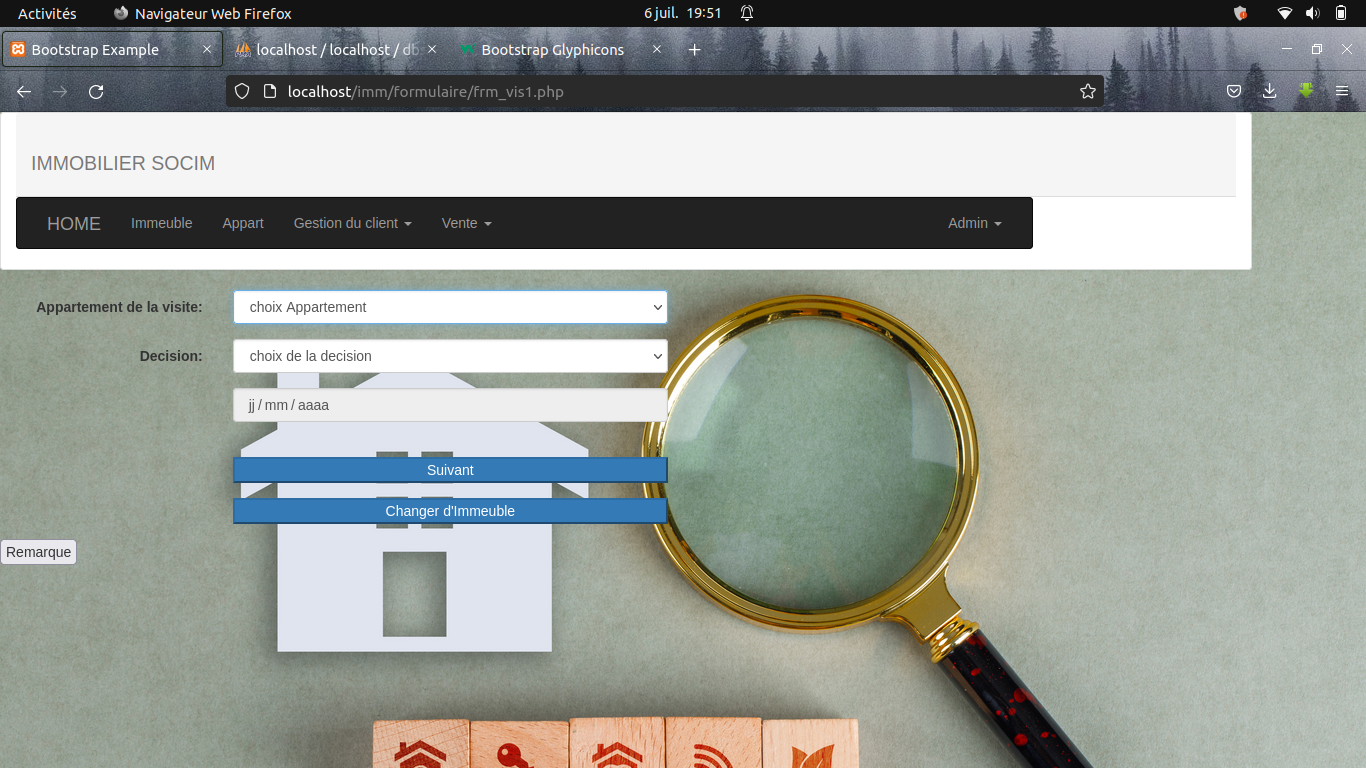 Activités Navigateur Web Firefox 6 juil. 19:51
Bootstrap Example localhost / localhost / db Bootstrap Glyphicons
localhost/imm/formulaire/frm_vis1.php
IMMOBILIER SOCIM
HOME Immeuble Appart Gestion du client Vente Admin
Appartement de la visite: choix Appartement
Decision: choix de la decision
jj / mm / aaaa
Suivant
Changer d'Immeuble
Remarque